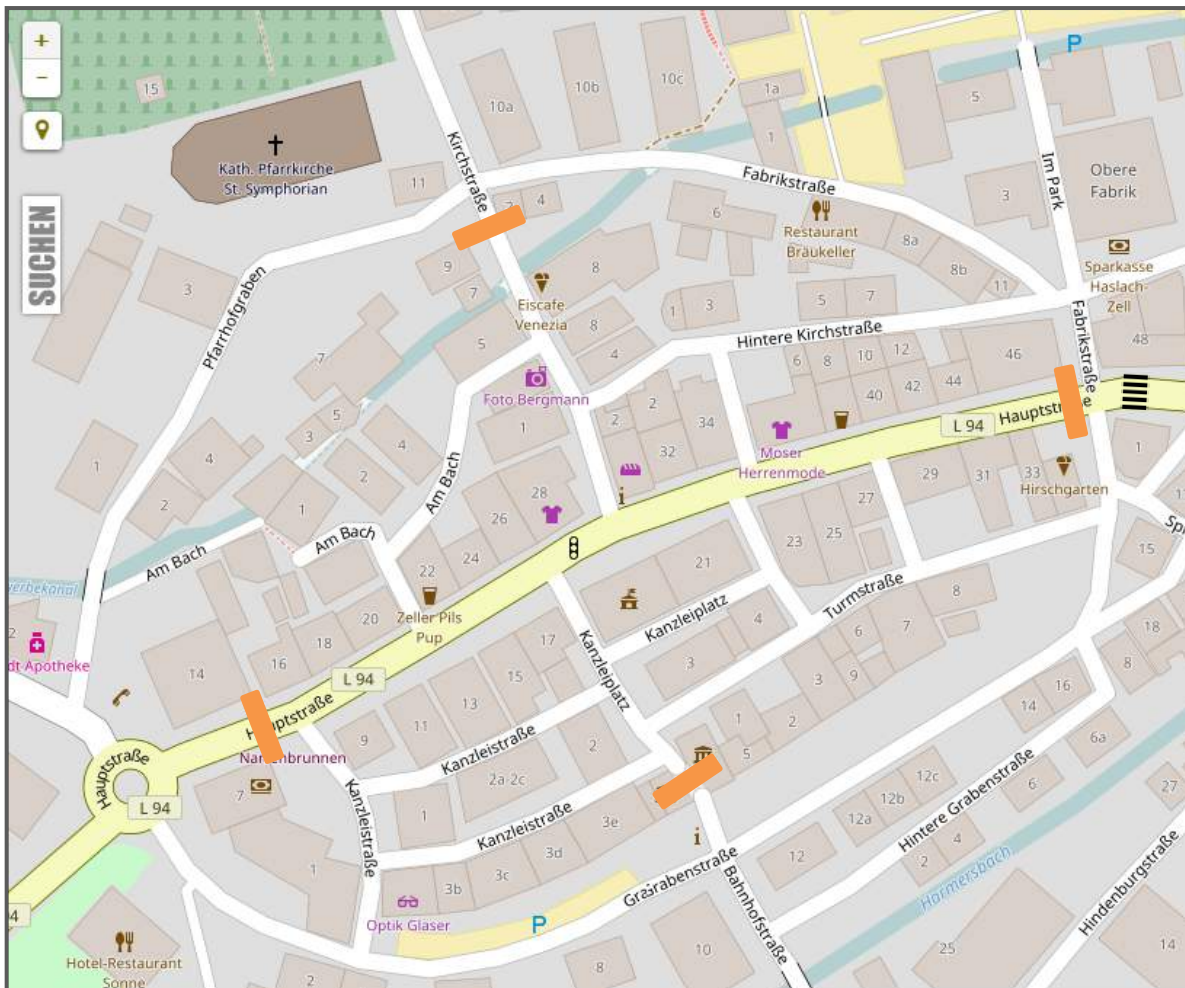 +
−
SUCHEN
15
Kath. Pfarrkirche
St. Symphorian
Kirchstraße
10a
10b
10c
1a
1
P
5
Im Park
Obere
Fabrik
3
11
4
Fabrikstraße
6
Restaurant
Bräukeller
8a
8b
11
Sparkasse
Haslach-
Zell
9
7
8
Eiscafe
Venezia
3
Pfarrhofgraben
1
3
5
7
Hintere Kirchstraße
Fabrikstraße
5
8
4
7
6
8
10
12
46
48
Foto Bergmann
2
2
34
40
42
44
Hauptstraße
L 94
1
5
3
4
4
2
1
2
1
32
Moser
Herrenmode
29
31
33
Hirschgarten
1
Am Bach
28
26
i
27
25
23
Am Bach
Am Bach
24
22
21
15
Turmstraße
8
Zeller Pils
Pup
20
18
16
14
Kanzleiplatz
4
3
6
7
9
3
2
1
5
Kanzleiplatz
17
15
13
11
9
L 94
Hauptstraße
7
1
Hauptstraße
L 94
Kanzleistraße
2
2a
2c
1
Kanzleistraße
Kanzleistraße
3e
3d
3c
3b
Optik Glaser
i
P
Grabenstraße
Bahnhofstraße
12
12a
12b
12c
14
16
18
8
6a
6
4
2
27
Hintere Grabenstraße
Harmersbach
Hindenburgstraße
25
14
10
8
2
Hotel-Restaurant
Sonne